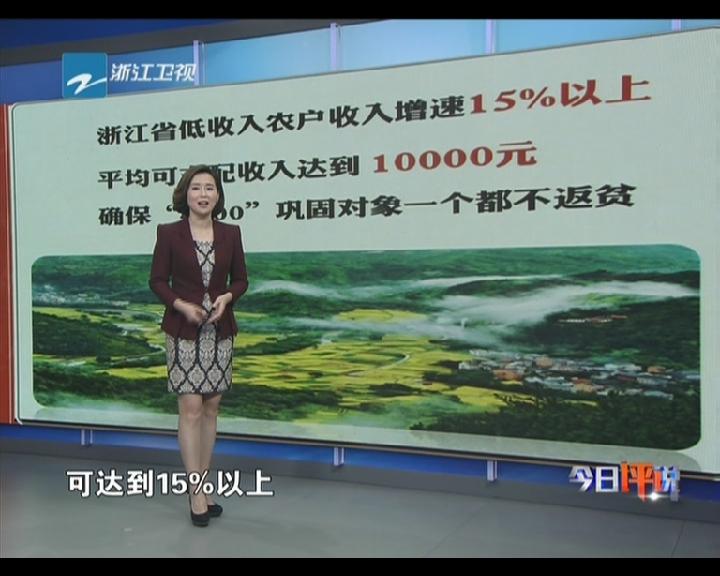 浙江卫视
浙江省低收入农户收入增速15%以上
平均可 配收入达到 10000元
确保“ 00”巩固对象一个都不返贫
可达到15%以上
今日评说